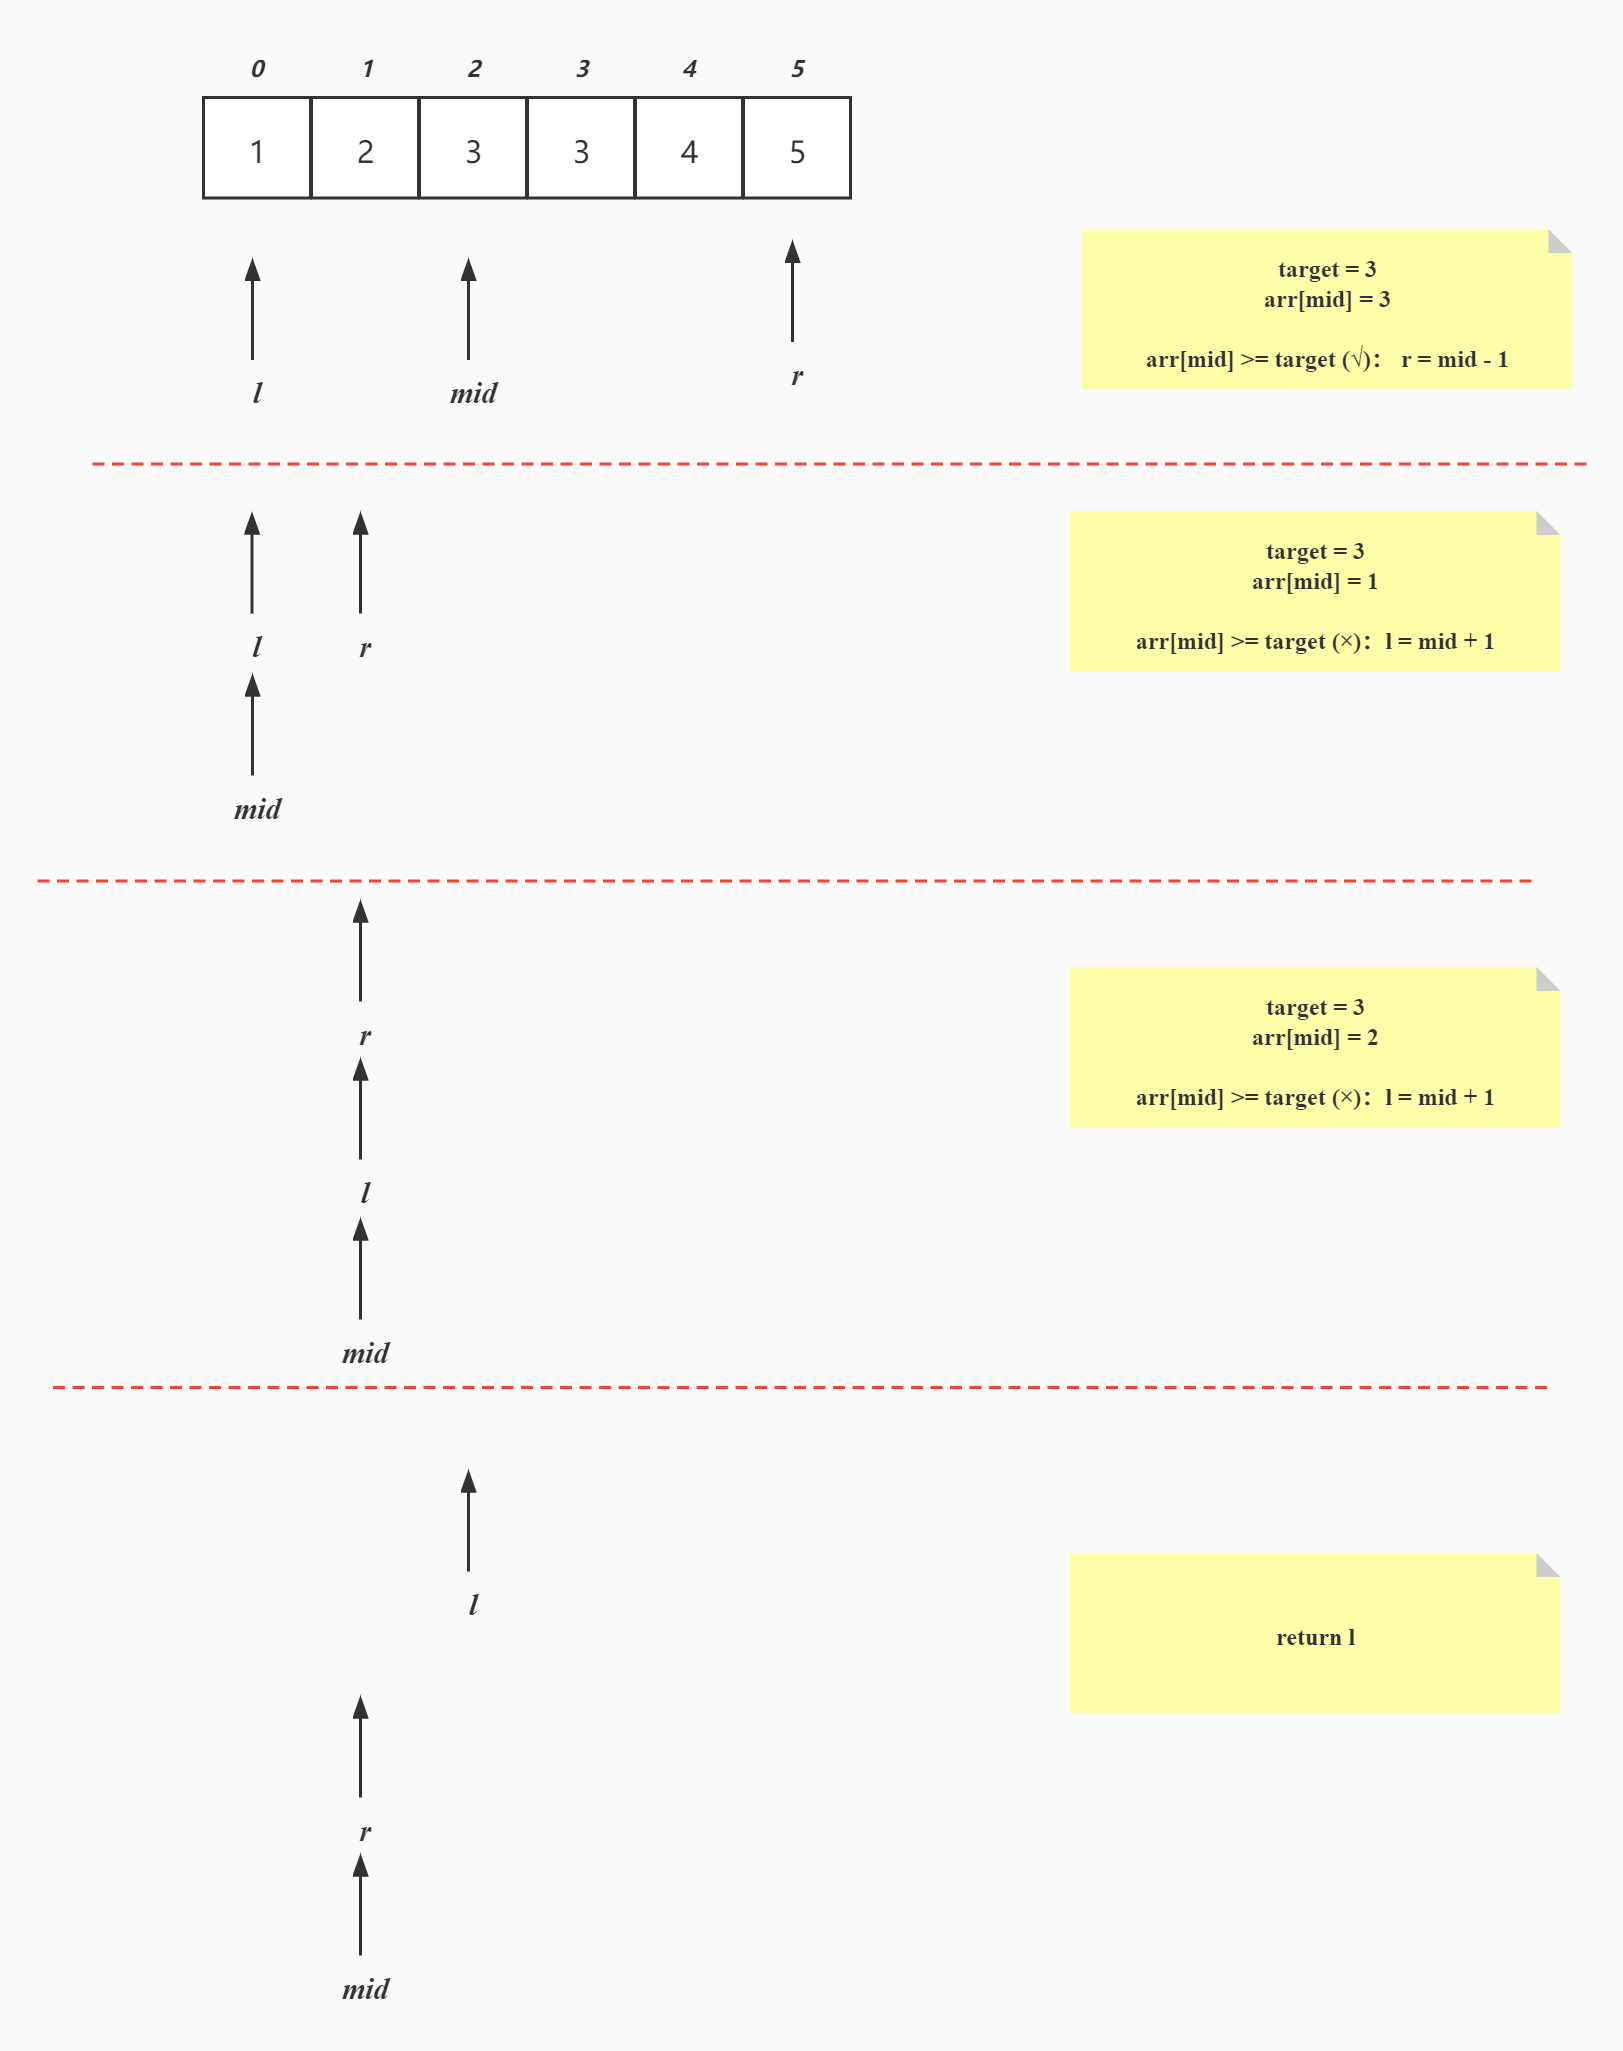 0 1 2 3 4 5
1 2 3 3 4 5
l mid r
target = 3
arr[mid] = 3
arr[mid] >= target (√)： r = mid - 1
l r
mid
target = 3
arr[mid] = 1
arr[mid] >= target (×)： l = mid + 1
r
l
mid
target = 3
arr[mid] = 2
arr[mid] >= target (×)： l = mid + 1
l
r
mid
return l